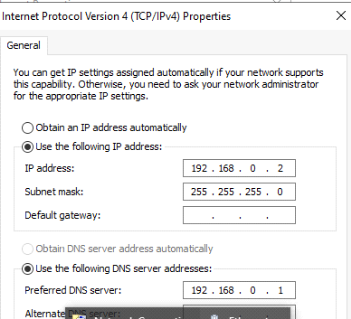 Internet Protocol Version 4 (TCP/IPv4) Properties
General
You can get IP settings assigned automatically if your network supports
this capability. Otherwise, you need to ask your network administrator
for the appropriate IP settings.
Obtain an IP address automatically
Use the following IP address:
IP address: 192 . 168 . 0 . 2
Subnet mask: 255 . 255 . 255 . 0
Default gateway: . . .
Obtain DNS server address automatically
Use the following DNS server addresses:
Preferred DNS server: 192 . 168 . 0 . 1
Alternate